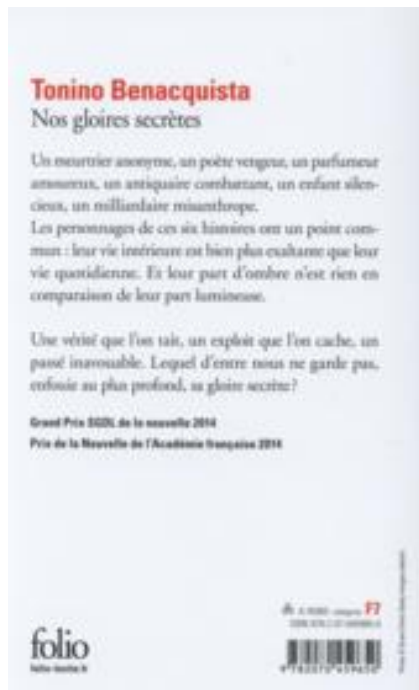 Tonino Benacquista
Nos gloires secrètes
Un meurtrier anonyme, un poète vengeur, un parfumeur
amoureux, un antiquaire combattant, un enfant silen-
cieux, un milliardaire misanthrope.
Les personnages de ces six histoires ont un point com-
mun : leur vie intérieure est bien plus exaltante que leur
vie quotidienne. Et leur part d'ombre n'est rien en
comparaison de leur part lumineuse.
Une vérité que l'on tait, un exploit que l'on cache, un
passé inavouable. Lequel d'entre nous ne garde pas,
enfouie au plus profond, sa gloire secrète ?
Grand Prix SGDL de la nouvelle 2014
Prix de la Nouvelle de l'Académie française 2014
F7
folio